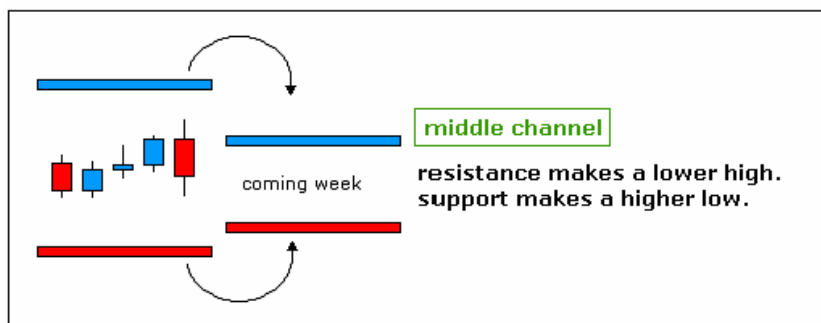 middle channel
resistance makes a lower high.
support makes a higher low.
coming week